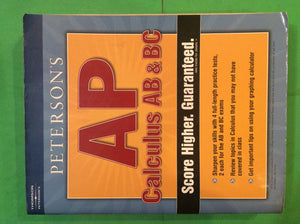 PETERSON'S
AP
Calculus AB & BC
Score Higher. Guaranteed.
• Sharpen your skills with 4 full-length practice tests,
2 each for the AB and BC exams
• Review topics in Calculus that you may not have
covered in class
• Get important tips on using your graphing calculator
THOMSON
PETERSON'S